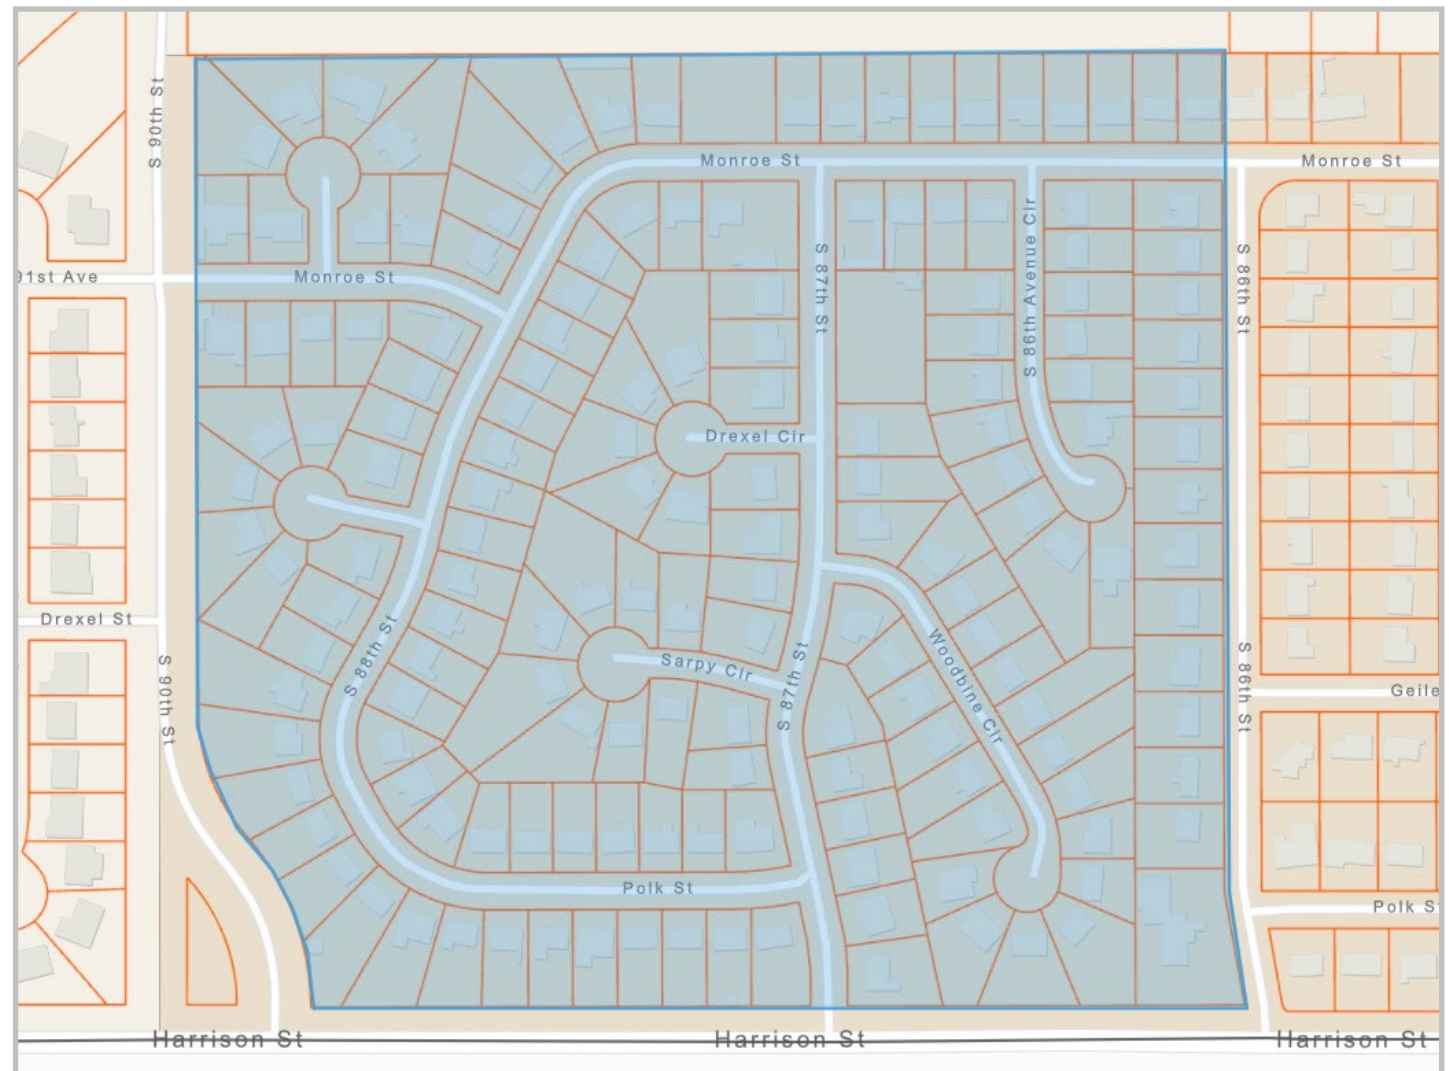 S 90th St
Monroe St
Monroe St
S 86th Avenue Cir
S 87th St
S 86th St
91st Ave
Monroe St
Drexel Cir
Drexel St
S 88th St
Woodbine Cir
Sarpy Cir
S 87th St
S 90th St
S 86th St
Geile
Polk St
Polk S
Harrison St
Harrison St
Harrison St